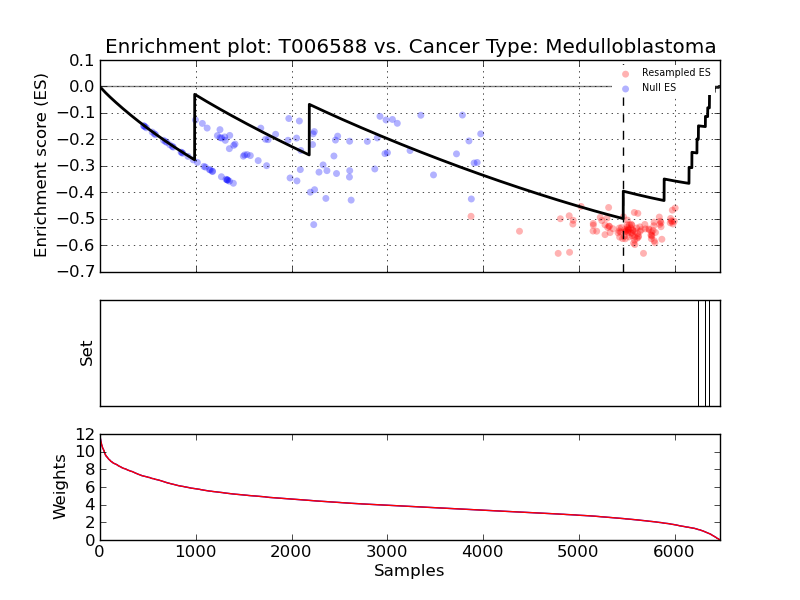 Enrichment plot: T006588 vs. Cancer Type: Medulloblastoma
Enrichment score (ES)
0.1
0.0
−0.1
−0.2
−0.3
−0.4
−0.5
−0.6
−0.7
Resampled ES
Null ES
Set
Weights
12
10
8
6
4
2
0
0 1000 2000 3000 4000 5000 6000
Samples